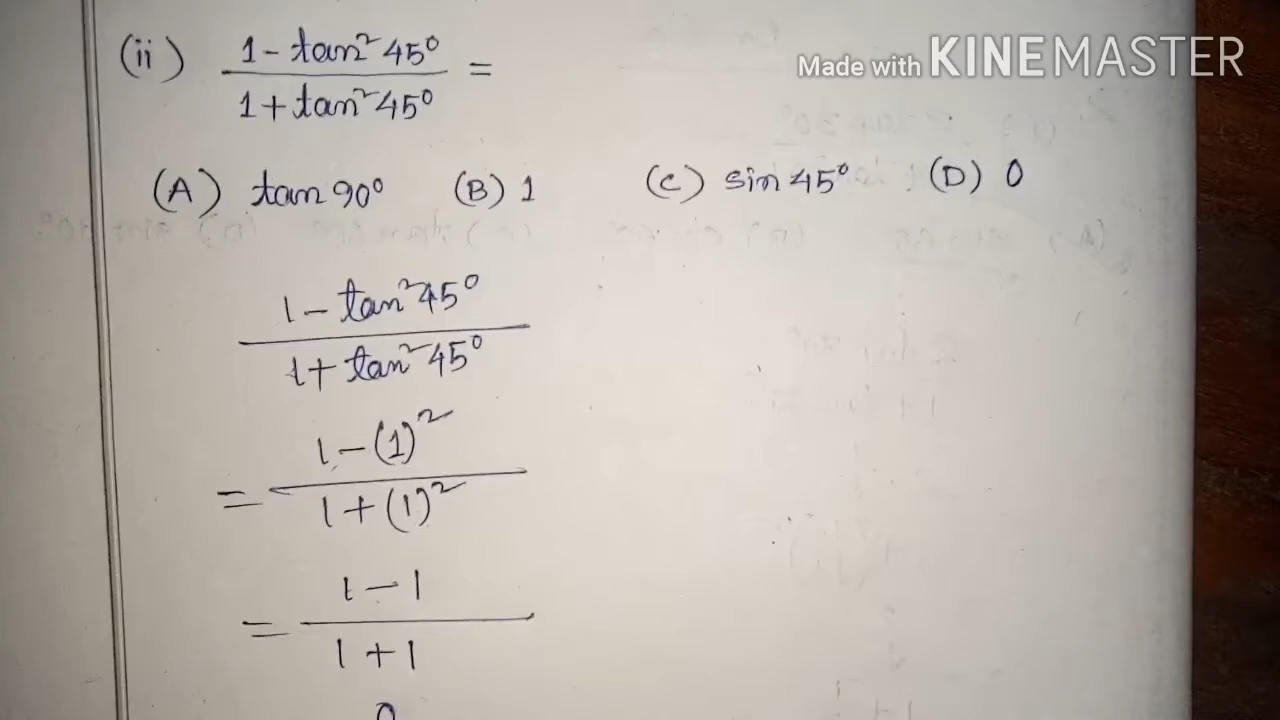 (ii) 1 - tan² 45° / 1 + tan² 45° =
Made with KINEMASTER
(A) tan 90° (B) 1 (C) sin 45° (D) 0
1 - tan² 45°
1 + tan² 45°
1 - (1)²
= 1 + (1)²
1 - 1
= 1 + 1
0